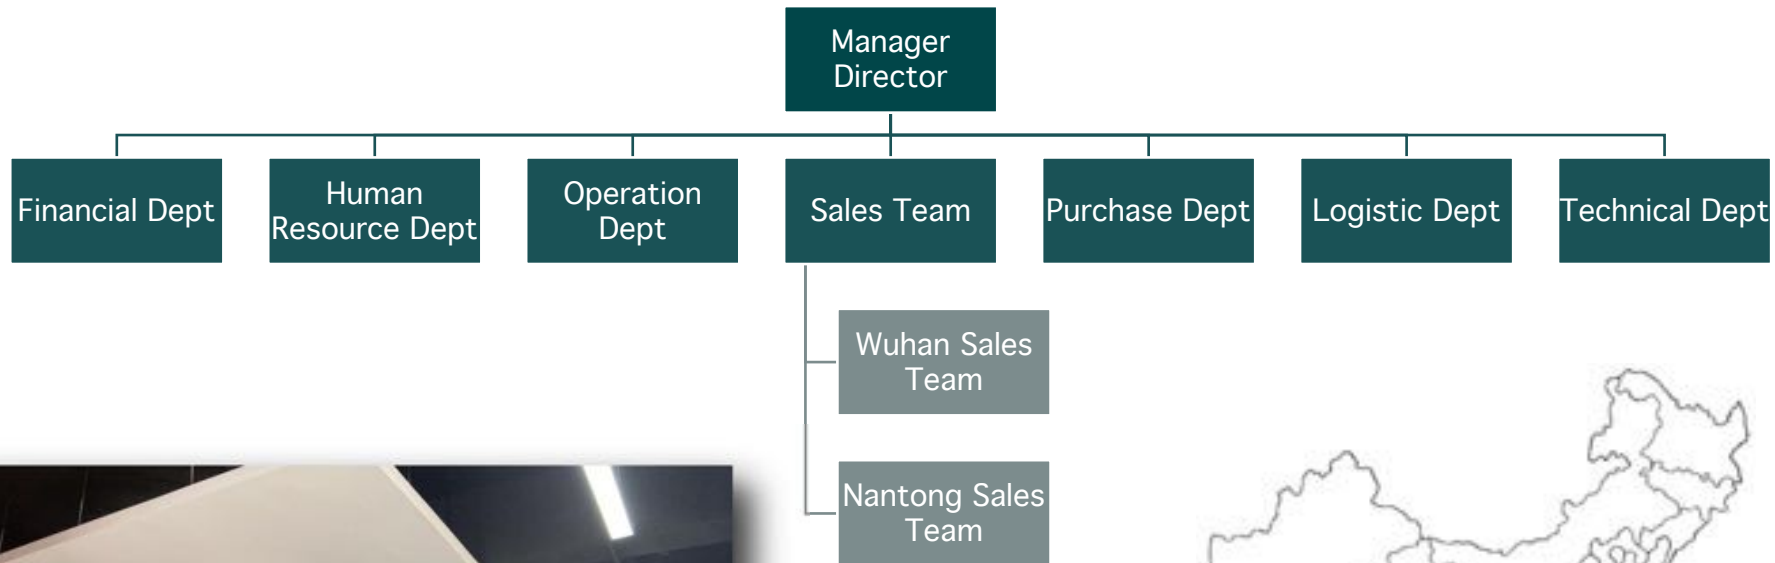 Manager
Director
Financial Dept
Human
Resource Dept
Operation
Dept
Sales Team
Purchase Dept
Logistic Dept
Technical Dept
Wuhan Sales
Team
Nantong Sales
Team